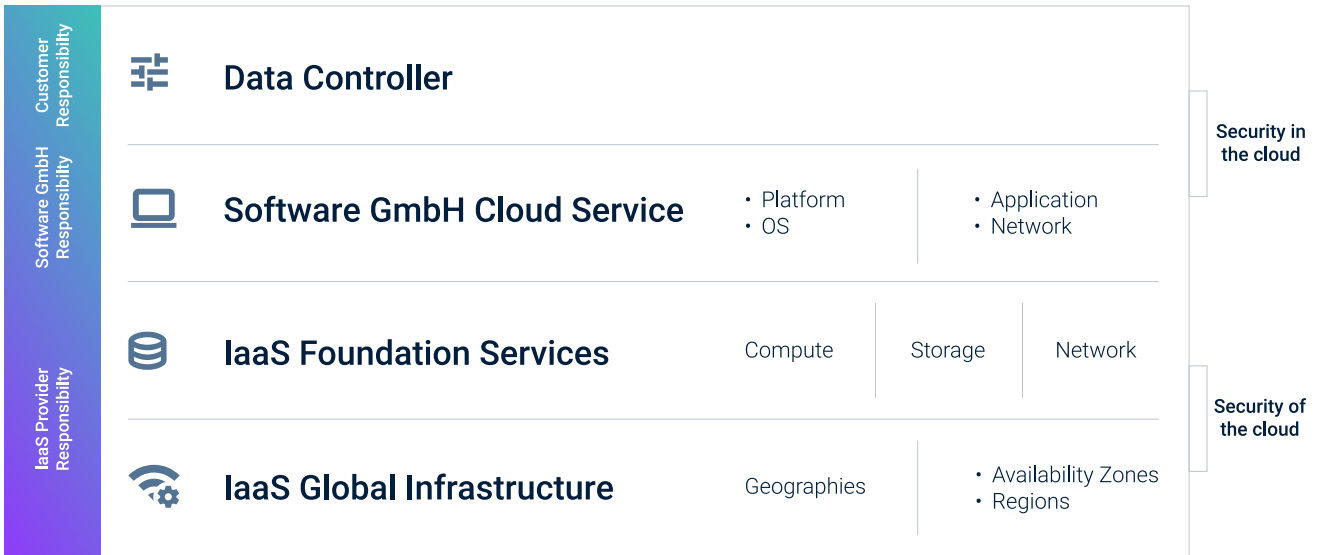 Customer
Responsibilty
Data Controller
Software GmbH
Responsibilty
Software GmbH Cloud Service
• Platform
• OS
• Application
• Network
Security in
the cloud
IaaS Provider
Responsibilty
IaaS Foundation Services
Compute
Storage
Network
IaaS Global Infrastructure
Geographies
• Availability Zones
• Regions
Security of
the cloud